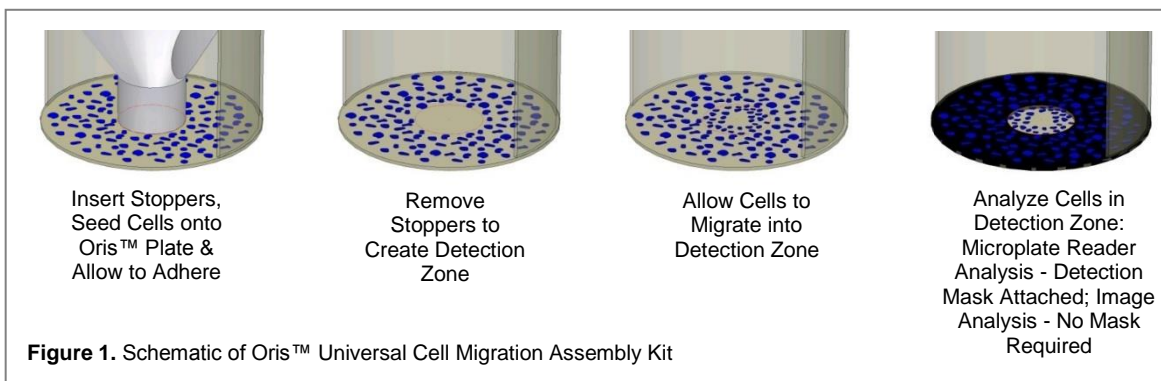 Insert Stoppers,
Seed Cells onto
Oris™ Plate &
Allow to Adhere
Remove
Stoppers to
Create Detection
Zone
Allow Cells to
Migrate into
Detection Zone
Analyze Cells in
Detection Zone:
Microplate Reader
Analysis - Detection
Mask Attached; Image
Analysis - No Mask
Required
Figure 1. Schematic of Oris™ Universal Cell Migration Assembly Kit